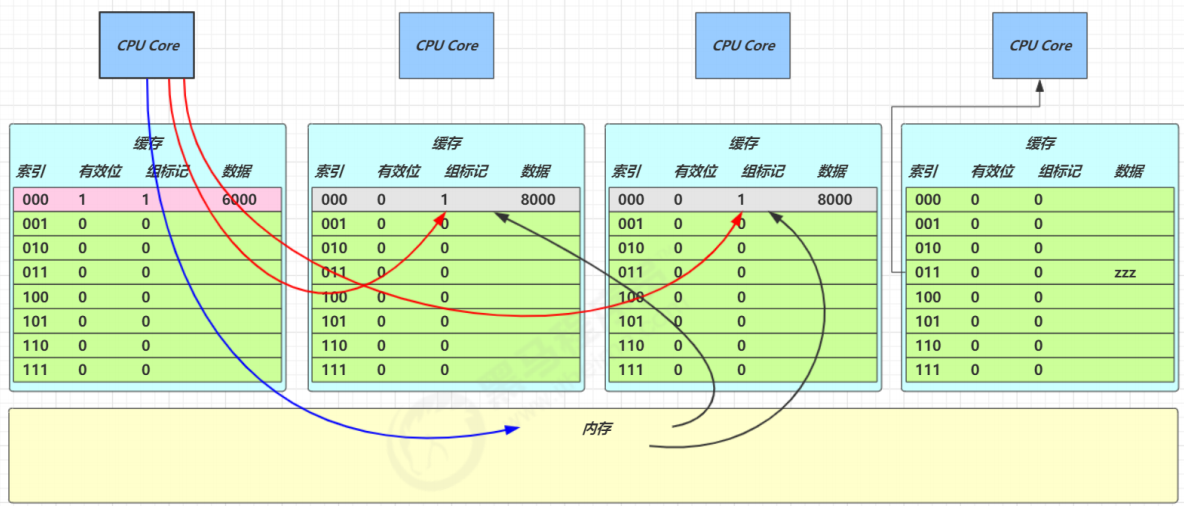 CPU Core CPU Core CPU Core CPU Core
缓存 缓存 缓存 缓存
索引 有效位 组标记 数据 索引 有效位 组标记 数据 索引 有效位 组标记 数据 索引 有效位 组标记 数据
000 1 1 6000 000 0 1 8000 000 0 1 8000 000 0 0
001 0 0 001 0 0 001 0 0 001 0 0
010 0 0 010 0 0 010 0 0 010 0 0
011 0 0 011 0 0 011 0 0 011 0 0 zzz
100 0 0 100 0 0 100 0 0 100 0 0
101 0 0 101 0 0 101 0 0 101 0 0
110 0 0 110 0 0 110 0 0 110 0 0
111 0 0 111 0 0 111 0 0 111 0 0
内存